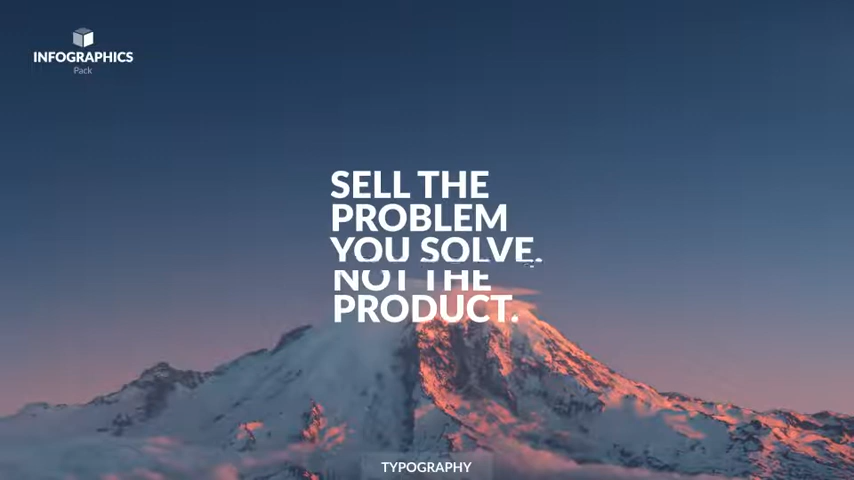 INFOGRAPHICS
Pack
SELL THE
PROBLEM
YOU SOLVE.
NOT THE
PRODUCT.
TYPOGRAPHY